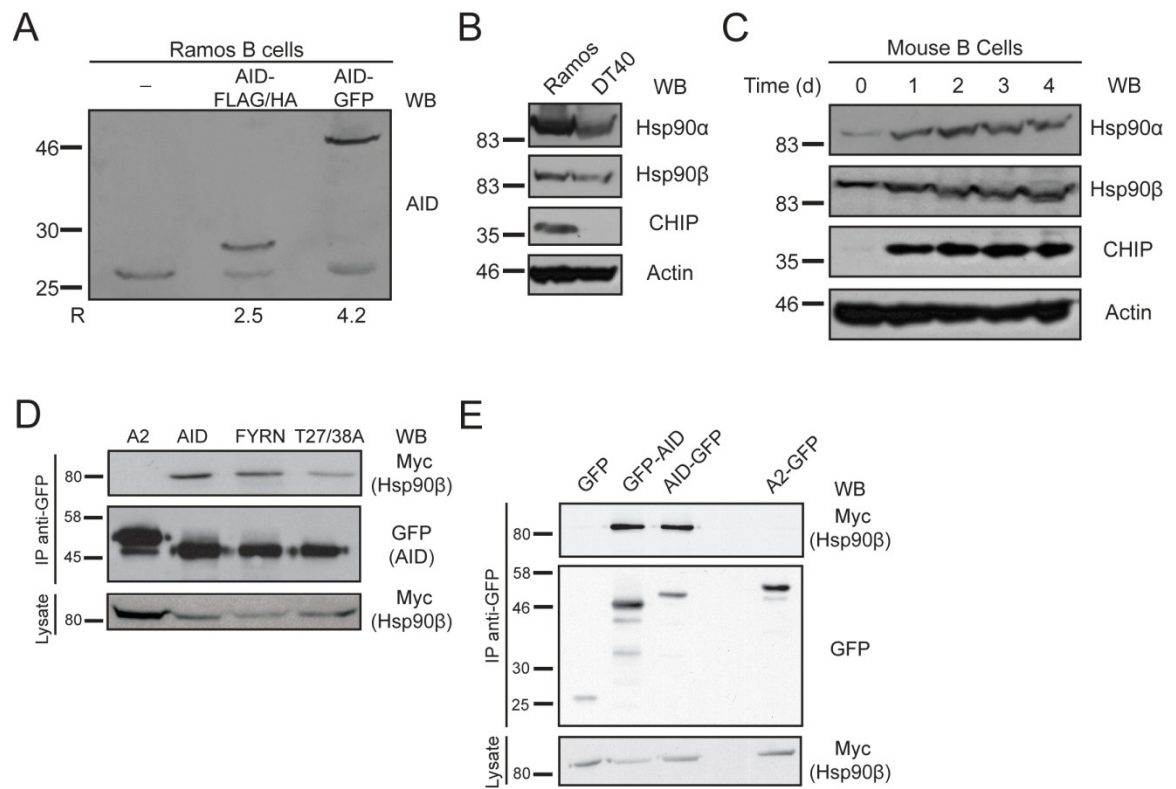 A
Ramos B cells
– AID-FLAG/HA AID-GFP WB
46
30
25
AID
R 2.5 4.2
B
Ramos DT40 WB
83 Hsp90α
83 Hsp90β
35 CHIP
46 Actin
C
Mouse B Cells
Time (d) 0 1 2 3 4 WB
83 Hsp90α
83 Hsp90β
35 CHIP
46 Actin
D
A2 AID FYRN T27/38A WB
IP anti-GFP
80 Myc (Hsp90β)
58
45
GFP (AID)
Lysate
80 Myc (Hsp90β)
E
GFP GFP-AID AID-GFP A2-GFP WB
IP anti-GFP
80 Myc (Hsp90β)
58
46
30
25
GFP
Lysate
80 Myc (Hsp90β)